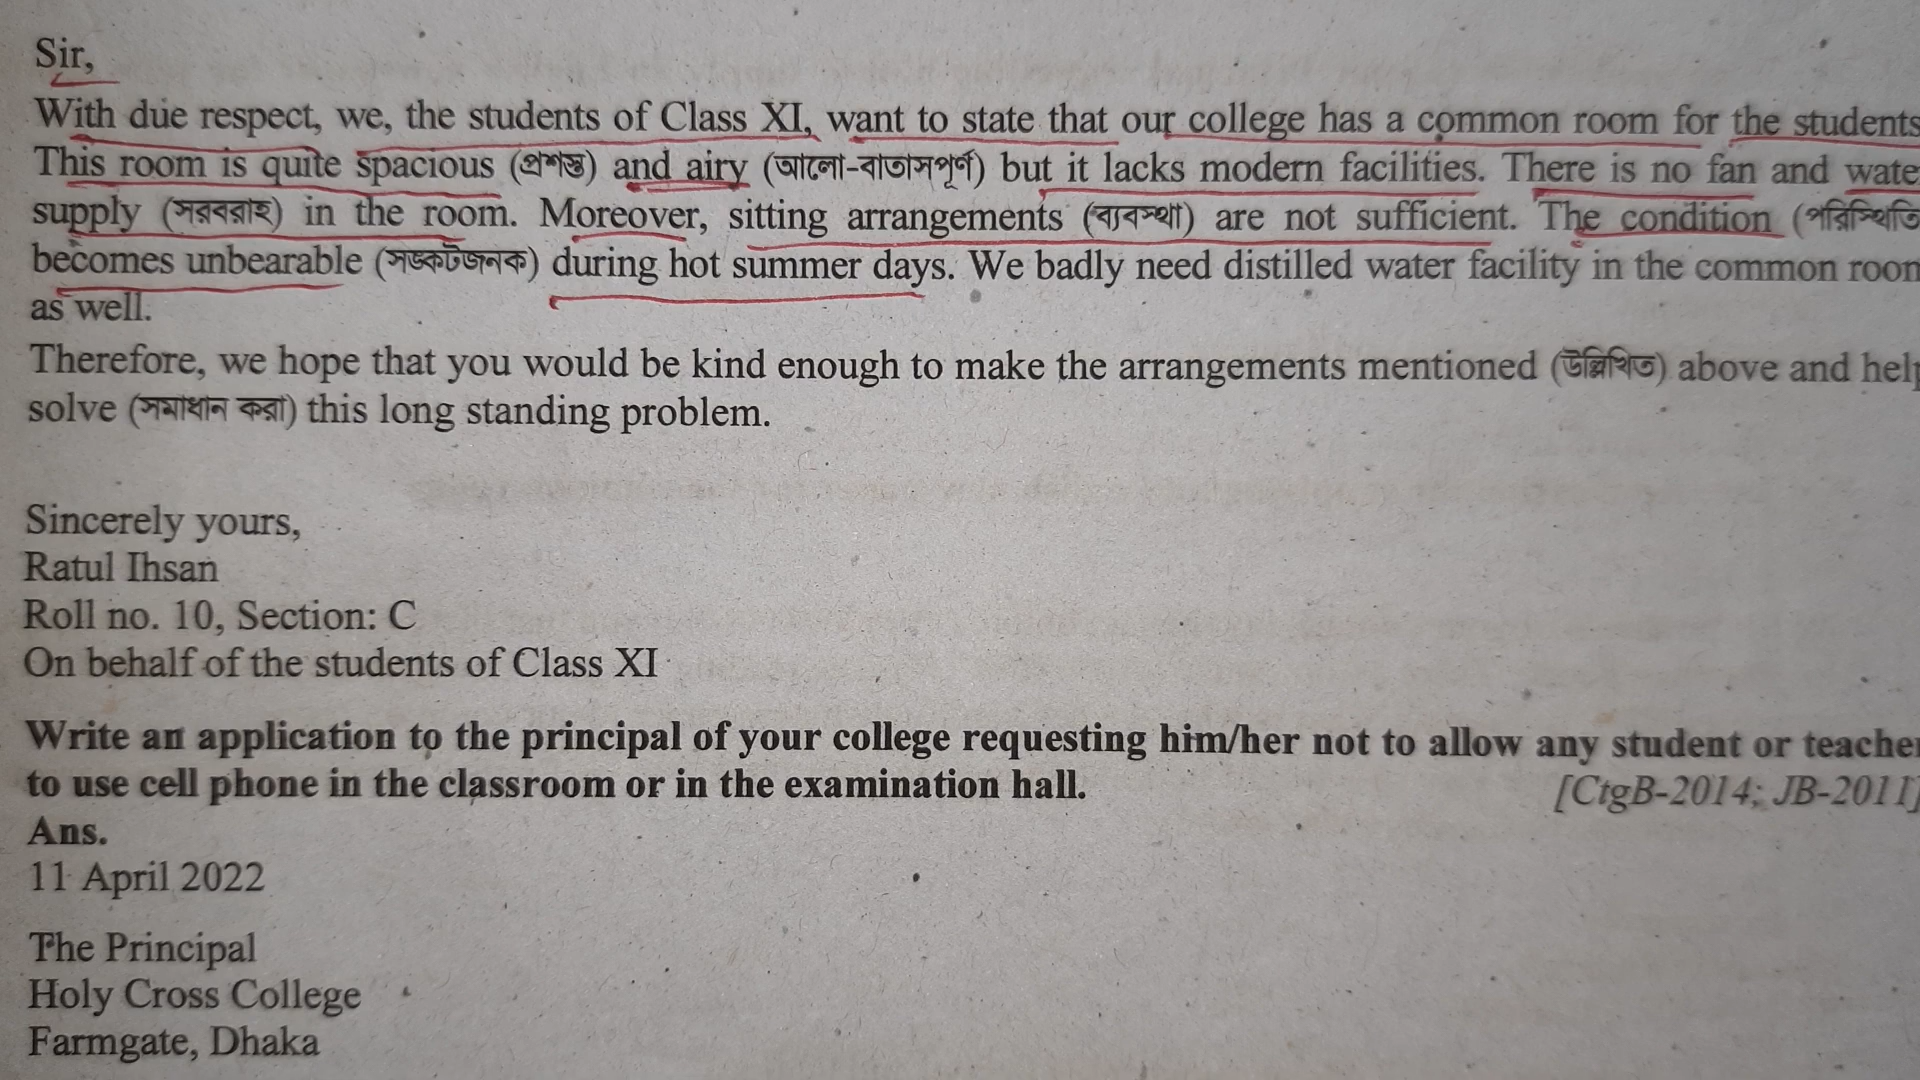 Sir,
With due respect, we, the students of Class XI, want to state that our college has a common room for the students
This room is quite spacious (প্রশস্ত) and airy (আলো-বাতাসপূর্ণ) but it lacks modern facilities. There is no fan and wate
supply (সরবরাহ) in the room. Moreover, sitting arrangements (ব্যবস্থা) are not sufficient. The condition (পরিস্থিতি
becomes unbearable (সঙ্কটজনক) during hot summer days. We badly need distilled water facility in the common room
as well.
Therefore, we hope that you would be kind enough to make the arrangements mentioned (উল্লিখিত) above and help
solve (সমাধান করা) this long standing problem.
Sincerely yours,
Ratul Ihsan
Roll no. 10, Section: C
On behalf of the students of Class XI
Write an application to the principal of your college requesting him/her not to allow any student or teacher
to use cell phone in the classroom or in the examination hall. [CtgB-2014; JB-2011]
Ans.
11 April 2022
The Principal
Holy Cross College
Farmgate, Dhaka